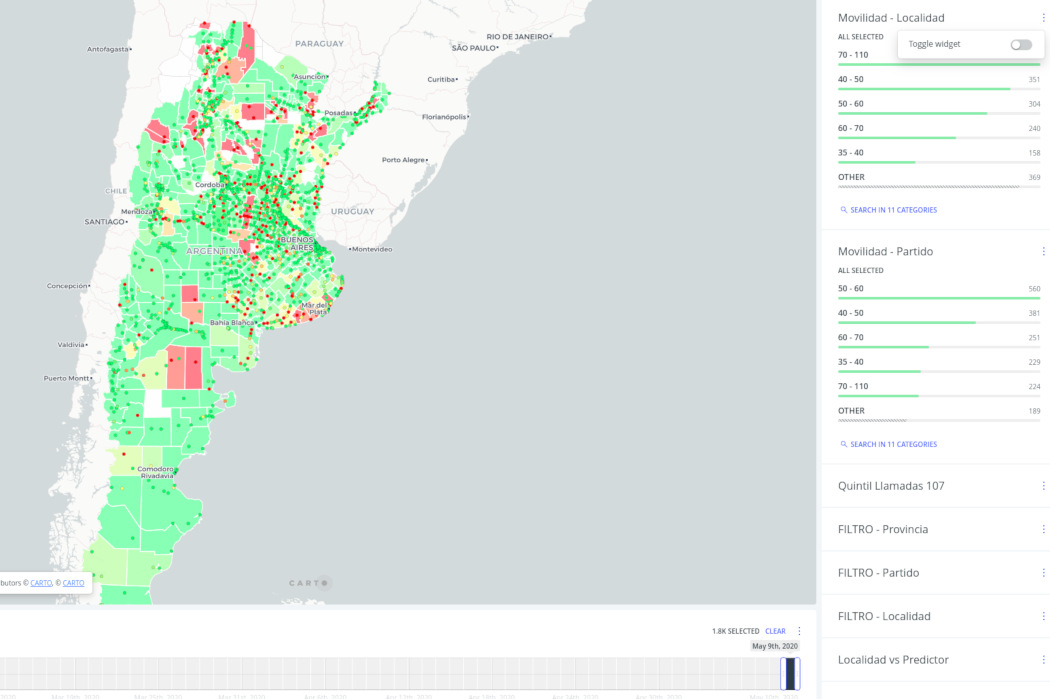 PARAGUAY
RIO DE JANEIRO
SÃO PAULO
Antofagasta
Asunción
Curitiba
Posadas
Florianópolis
Porto Alegre
Cordoba
CHILE
Mendoza
SANTIAGO
URUGUAY
BUENOS
AIRES
Montevideo
ARGENTINA
Concepción
Mar del
Plata
Bahía Blanca
Valdivia
Puerto Montt
Comodoro
Rivadavia
butors © CARTO, © CARTO
CARTO
Movilidad - Localidad
ALL SELECTED
Toggle widget
70 - 110
40 - 50 351
50 - 60 304
60 - 70 240
35 - 40 158
OTHER 369
SEARCH IN 11 CATEGORIES
Movilidad - Partido
ALL SELECTED
50 - 60 560
40 - 50 381
60 - 70 251
35 - 40 229
70 - 110 224
OTHER 189
SEARCH IN 11 CATEGORIES
Quintil Llamadas 107
FILTRO - Provincia
FILTRO - Partido
FILTRO - Localidad
Localidad vs Predictor
1.8K SELECTED CLEAR
May 9th, 2020